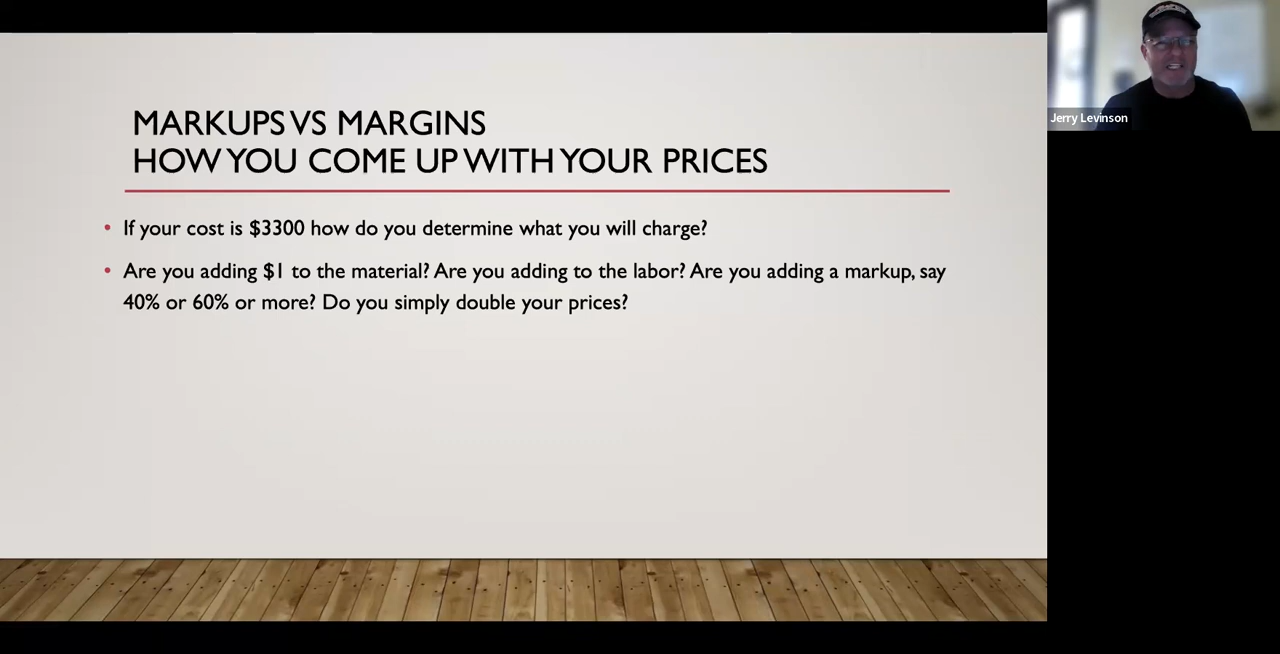 MARKUPS VS MARGINS
HOW YOU COME UP WITH YOUR PRICES
• If your cost is $3300 how do you determine what you will charge?
• Are you adding $1 to the material? Are you adding to the labor? Are you adding a markup, say
40% or 60% or more? Do you simply double your prices?
Jerry Levinson